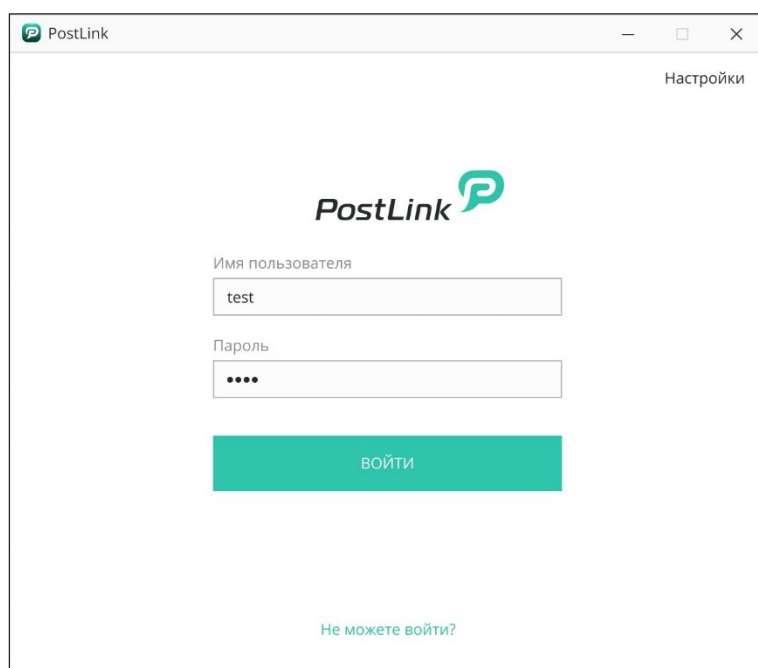 PostLink
Настройки
PostLink
Имя пользователя
test
Пароль
••••
ВОЙТИ
Не можете войти?